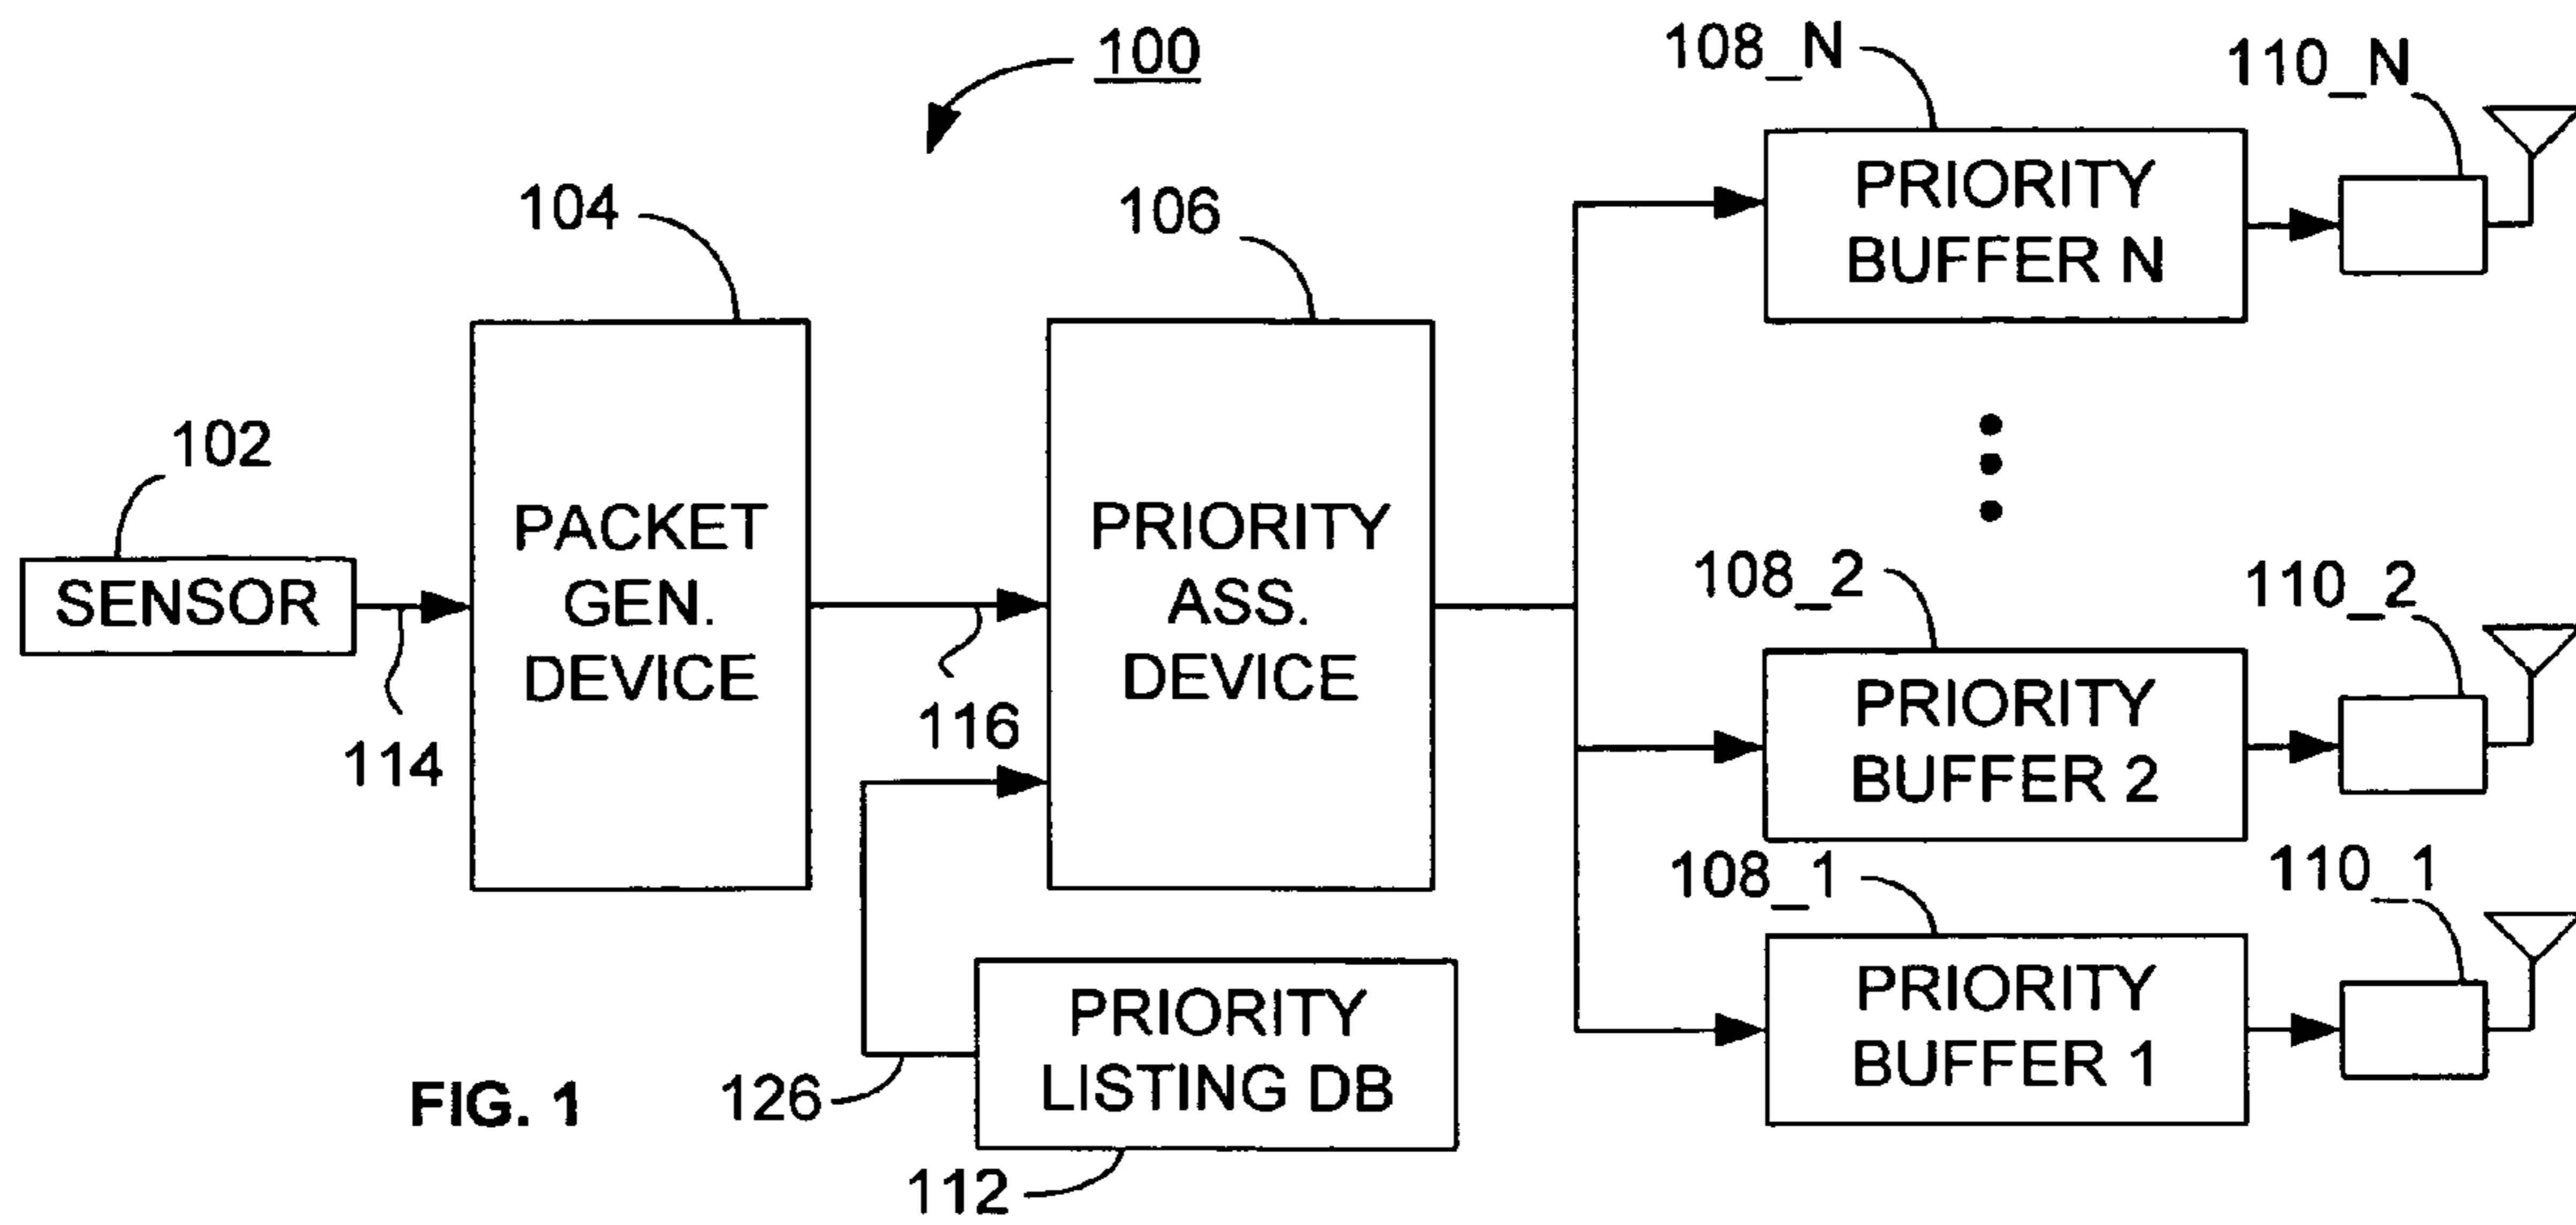 100
108_N
110_N
PRIORITY
BUFFER N
104
106
102
SENSOR
114
PACKET
GEN.
DEVICE
116
PRIORITY
ASS.
DEVICE
108_2
110_2
PRIORITY
BUFFER 2
108_1
110_1
PRIORITY
BUFFER 1
PRIORITY
LISTING DB
126
112
FIG. 1